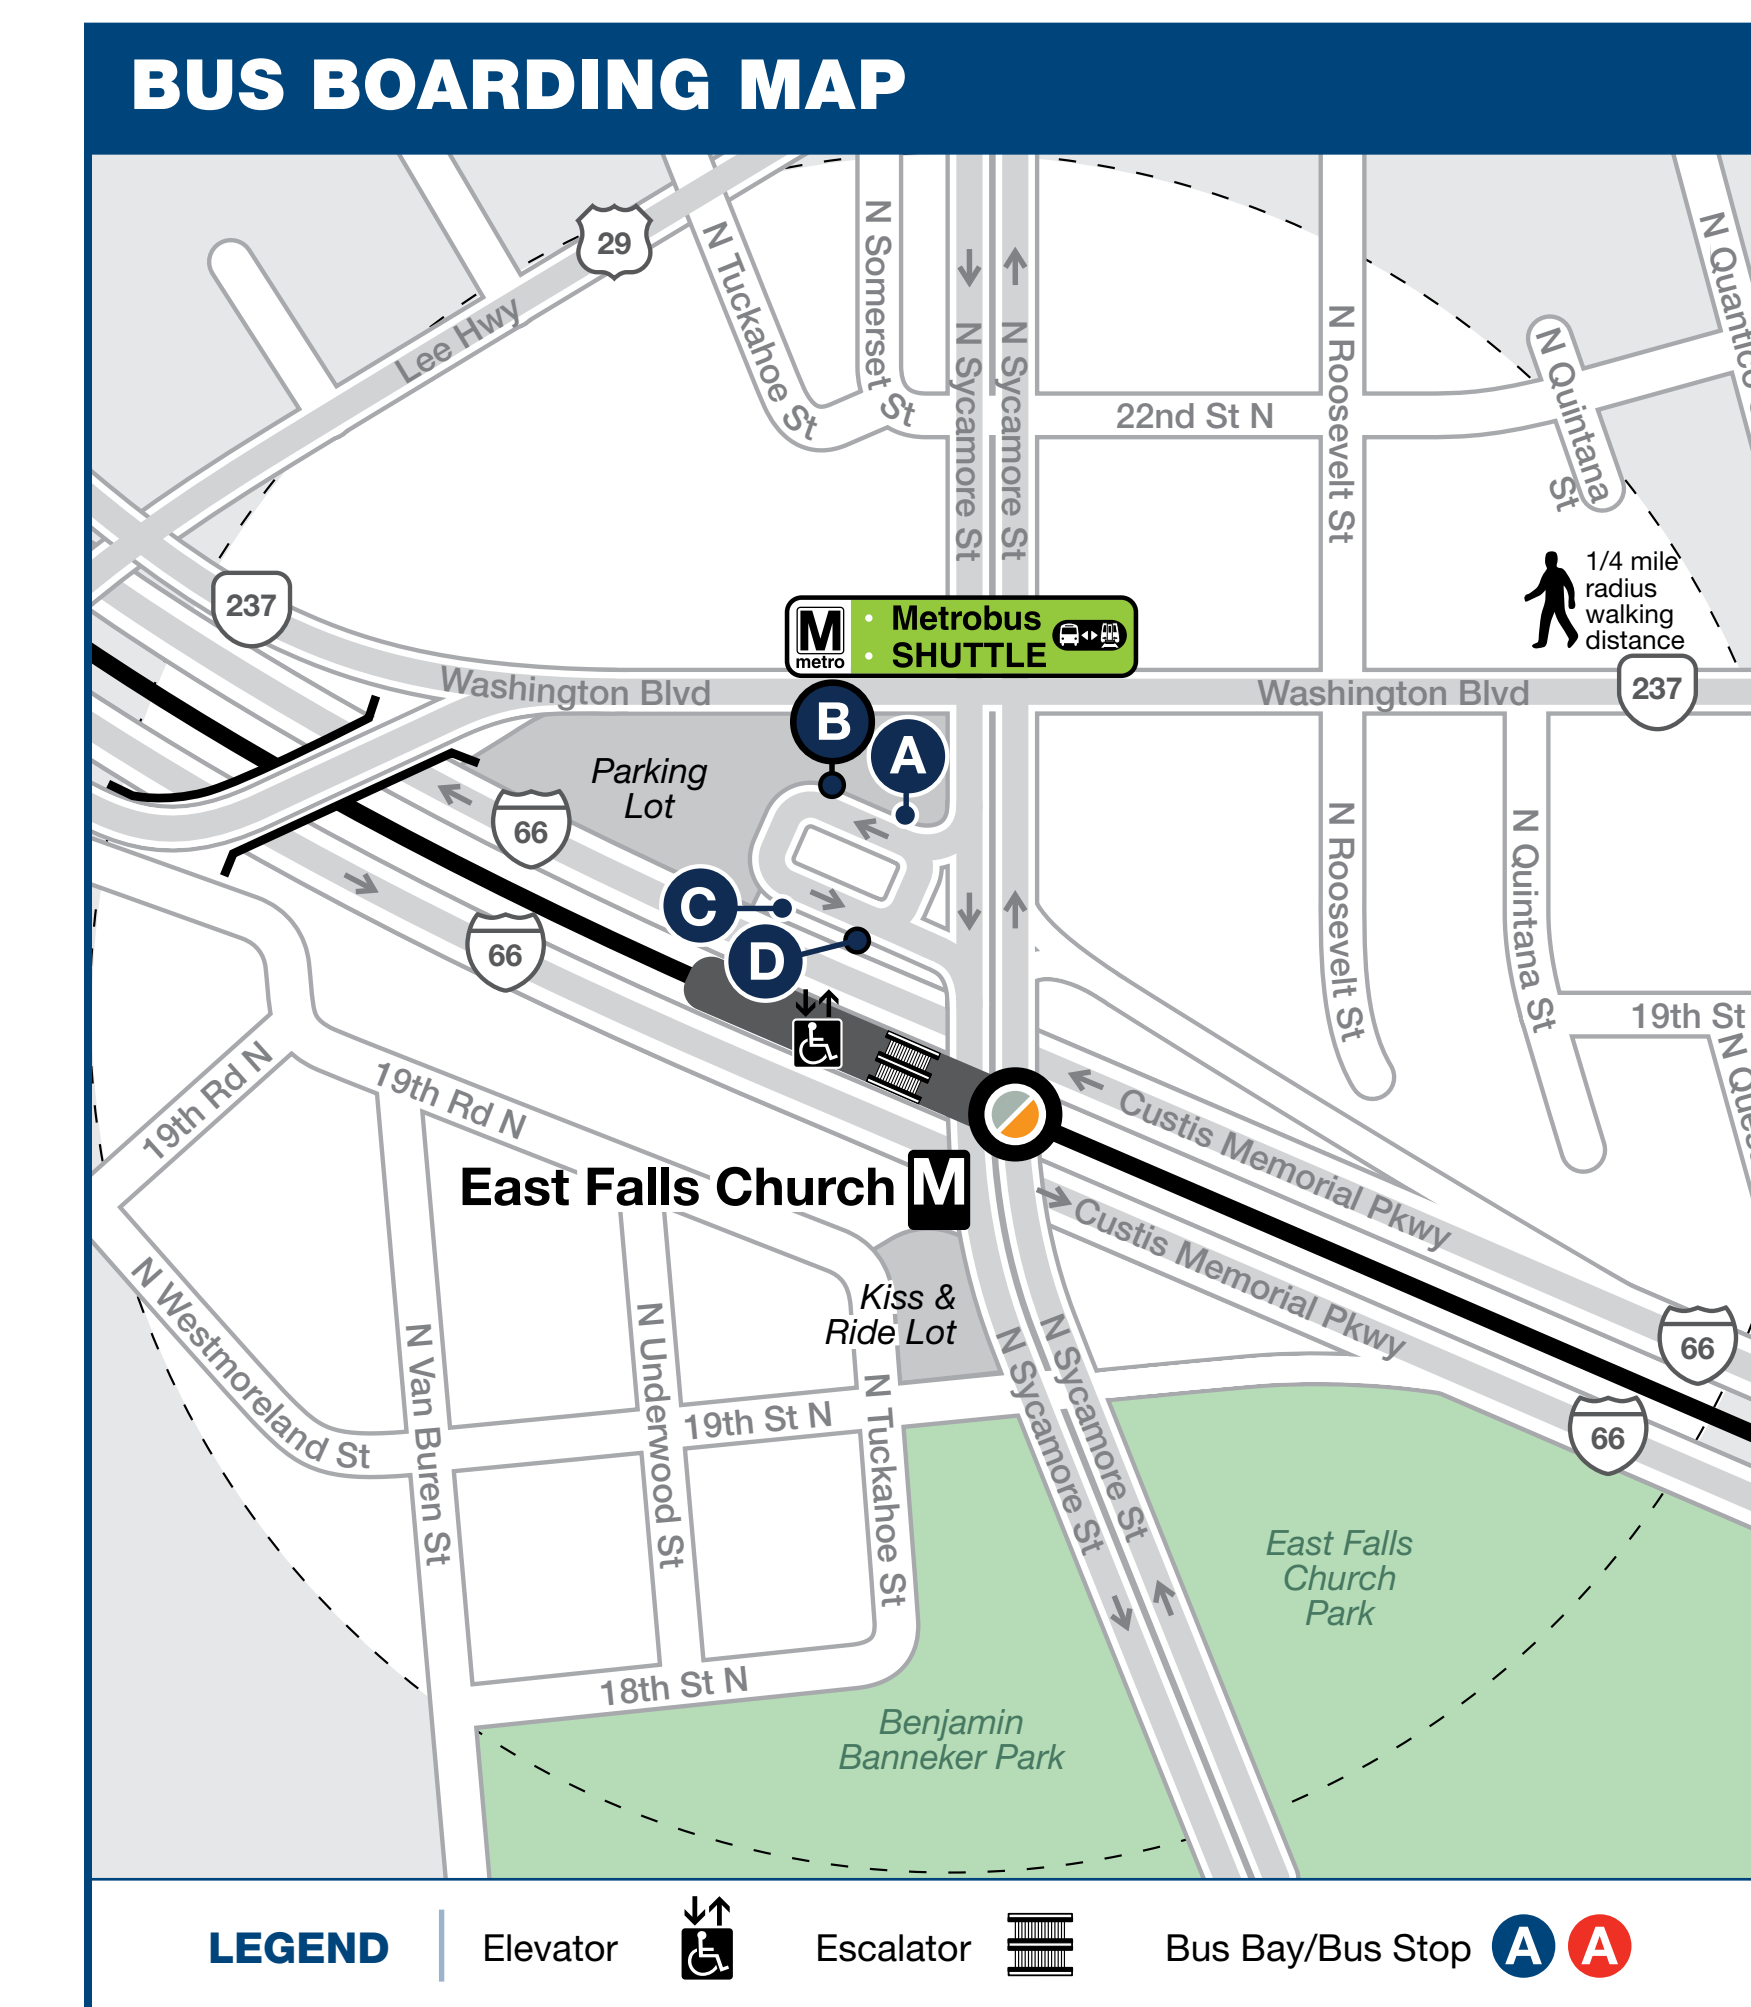 BUS BOARDING MAP
29
Lee Hwy
N Tuckahoe St
N Somerset St
N Sycamore St
N Sycamore St
22nd St N
N Roosevelt St
N Quintana St
1/4 mile
radius
walking
distance
237
M
metro
· Metrobus
· SHUTTLE
Washington Blvd
Washington Blvd
237
B
A
Parking
Lot
66
C
D
66
N Roosevelt St
N Quintana St
19th St
19th Rd N
19th Rd N
Custis Memorial Pkwy
Custis Memorial Pkwy
East Falls Church M
Kiss &
Ride Lot
66
66
N Westmoreland St
N Van Buren St
N Underwood St
19th St N
N Tuckahoe St
N Sycamore St
N Sycamore St
East Falls
Church
Park
18th St N
Benjamin
Banneker Park
LEGEND
Elevator
Escalator
Bus Bay/Bus Stop A A